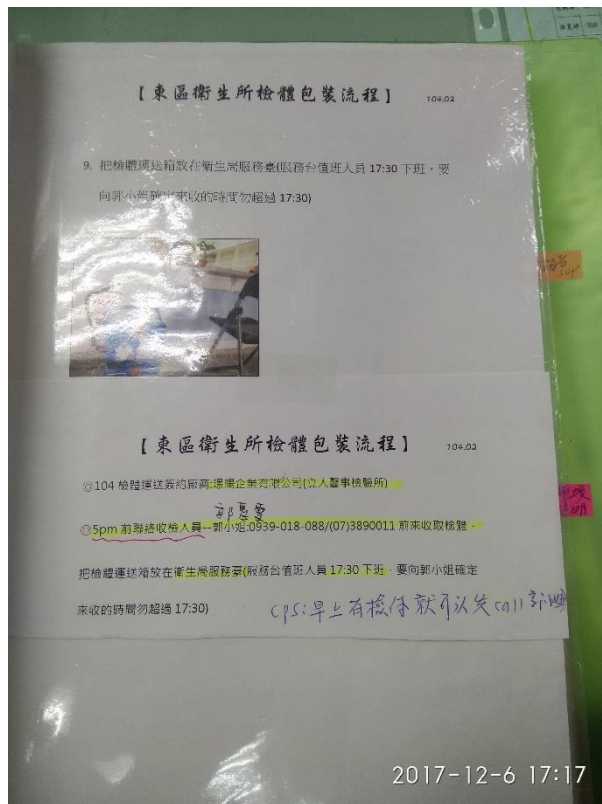 【東區衛生所檢體包裝流程】 104.02
9. 把檢體運送箱放在衛生局服務臺(服務台值班人員 17:30 下班，要
向郭小姐確定來收的時間勿超過 17:30)
【東區衛生所檢體包裝流程】 104.02
◎104 檢體運送簽約廠商:環陽企業有限公司(立人醫事檢驗所)
◎5pm 前聯絡收檢人員--郭小姐:0939-018-088/(07)3890011 前來收取檢體。
把檢體運送箱放在衛生局服務臺(服務台值班人員 17:30 下班，要向郭小姐確定
來收的時間勿超過 17:30)
(PS:早上有檢体就可以先call
2017-12-6 17:17